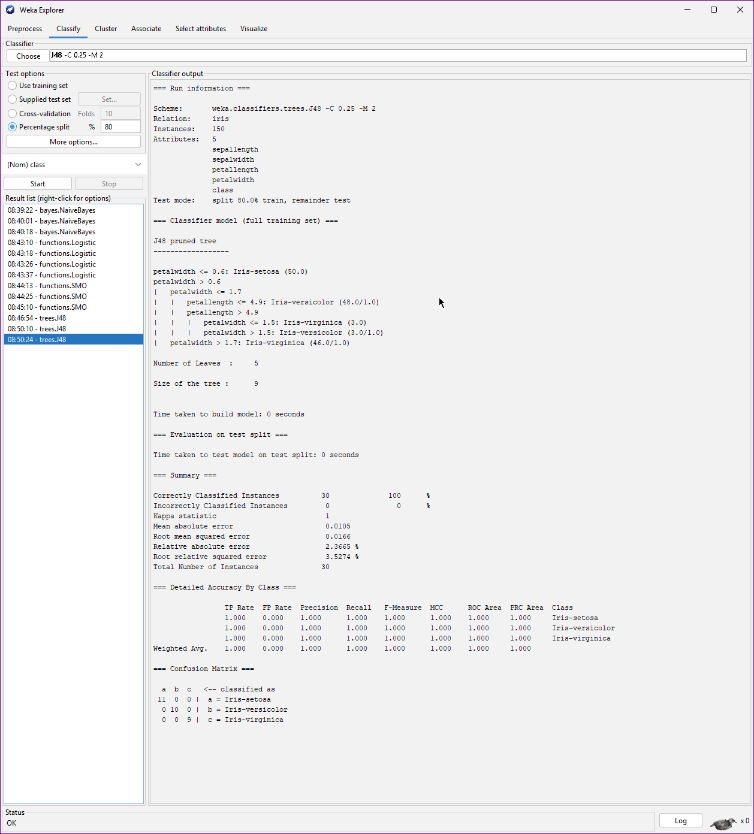 Weka Explorer
Preprocess Classify Cluster Associate Select attributes Visualize
Classifier
Choose J48 -C 0.25 -M 2
Test options
Use training set
Supplied test set Set...
Cross-validation Folds 10
Percentage split % 80
More options...
(Nom) class
Start Stop
Result list (right-click for options)
08:39:22 - bayes.NaiveBayes
08:40:01 - bayes.NaiveBayes
08:40:18 - bayes.NaiveBayes
08:43:10 - functions.Logistic
08:43:18 - functions.Logistic
08:43:26 - functions.Logistic
08:43:37 - functions.Logistic
08:44:13 - functions.SMO
08:44:25 - functions.SMO
08:45:10 - functions.SMO
08:46:54 - trees.J48
08:50:10 - trees.J48
08:50:24 - trees.J48
Classifier output
=== Run information ===
Scheme: weka.classifiers.trees.J48 -C 0.25 -M 2
Relation: iris
Instances: 150
Attributes: 5
sepallength
sepalwidth
petallength
petalwidth
class
Test mode: split 80.0% train, remainder test
=== Classifier model (full training set) ===
J48 pruned tree
------------------
petalwidth <= 0.6: Iris-setosa (50.0)
petalwidth > 0.6
| petalwidth <= 1.7
| | petallength <= 4.9: Iris-versicolor (48.0/1.0)
| | petallength > 4.9
| | | petalwidth <= 1.5: Iris-virginica (3.0)
| | | petalwidth > 1.5: Iris-versicolor (3.0/1.0)
| petalwidth > 1.7: Iris-virginica (46.0/1.0)
Number of Leaves : 5
Size of the tree : 9
Time taken to build model: 0 seconds
=== Evaluation on test split ===
Time taken to test model on test split: 0 seconds
=== Summary ===
Correctly Classified Instances 30 100 %
Incorrectly Classified Instances 0 0 %
Kappa statistic 1
Mean absolute error 0.0105
Root mean squared error 0.0166
Relative absolute error 2.3665 %
Root relative squared error 3.5274 %
Total Number of Instances 30
=== Detailed Accuracy By Class ===
TP Rate FP Rate Precision Recall F-Measure MCC ROC Area PRC Area Class
1.000 0.000 1.000 1.000 1.000 1.000 1.000 1.000 Iris-setosa
1.000 0.000 1.000 1.000 1.000 1.000 1.000 1.000 Iris-versicolor
1.000 0.000 1.000 1.000 1.000 1.000 1.000 1.000 Iris-virginica
Weighted Avg. 1.000 0.000 1.000 1.000 1.000 1.000 1.000 1.000
=== Confusion Matrix ===
a b c <-- classified as
11 0 0 | a = Iris-setosa
0 10 0 | b = Iris-versicolor
0 0 9 | c = Iris-virginica
Status
OK
Log x 0